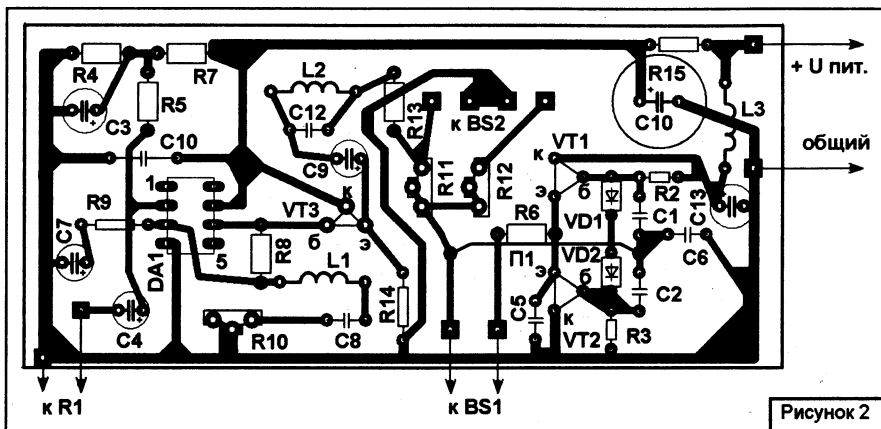 R4
R7
L2
R15
+ U пит.
R5
C3
C12
R13
к BS2
C10
L3
C10
C9
VT1
к
общий
1
R11
R12
R9
VT3
к
э
б
R2
C13
C7
б
э
R6
VD1
C1
5
R8
VD2
C6
DA1
L1
П1
э
б
R14
C5
C2
C4
R10
C8
к
VT2
R3
к R1
к BS1
Рисунок 2